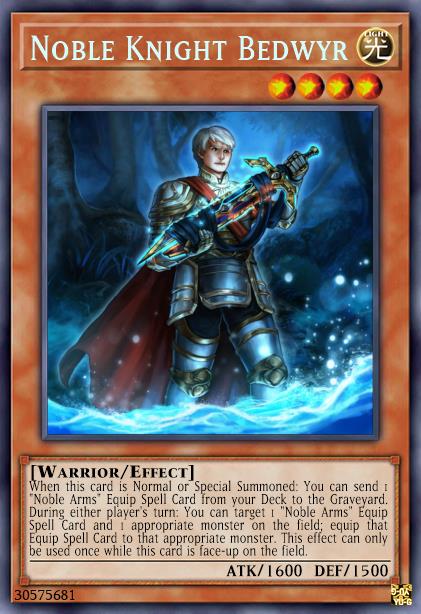 Noble Knight Bedwyr
LIGHT
光
[Warrior/Effect]
When this card is Normal or Special Summoned: You can send 1
"Noble Arms" Equip Spell Card from your Deck to the Graveyard.
During either player's turn: You can target 1 "Noble Arms" Equip
Spell Card and 1 appropriate monster on the field; equip that
Equip Spell Card to that appropriate monster. This effect can only
be used once while this card is face-up on the field.
ATK/1600 DEF/1500
30575681